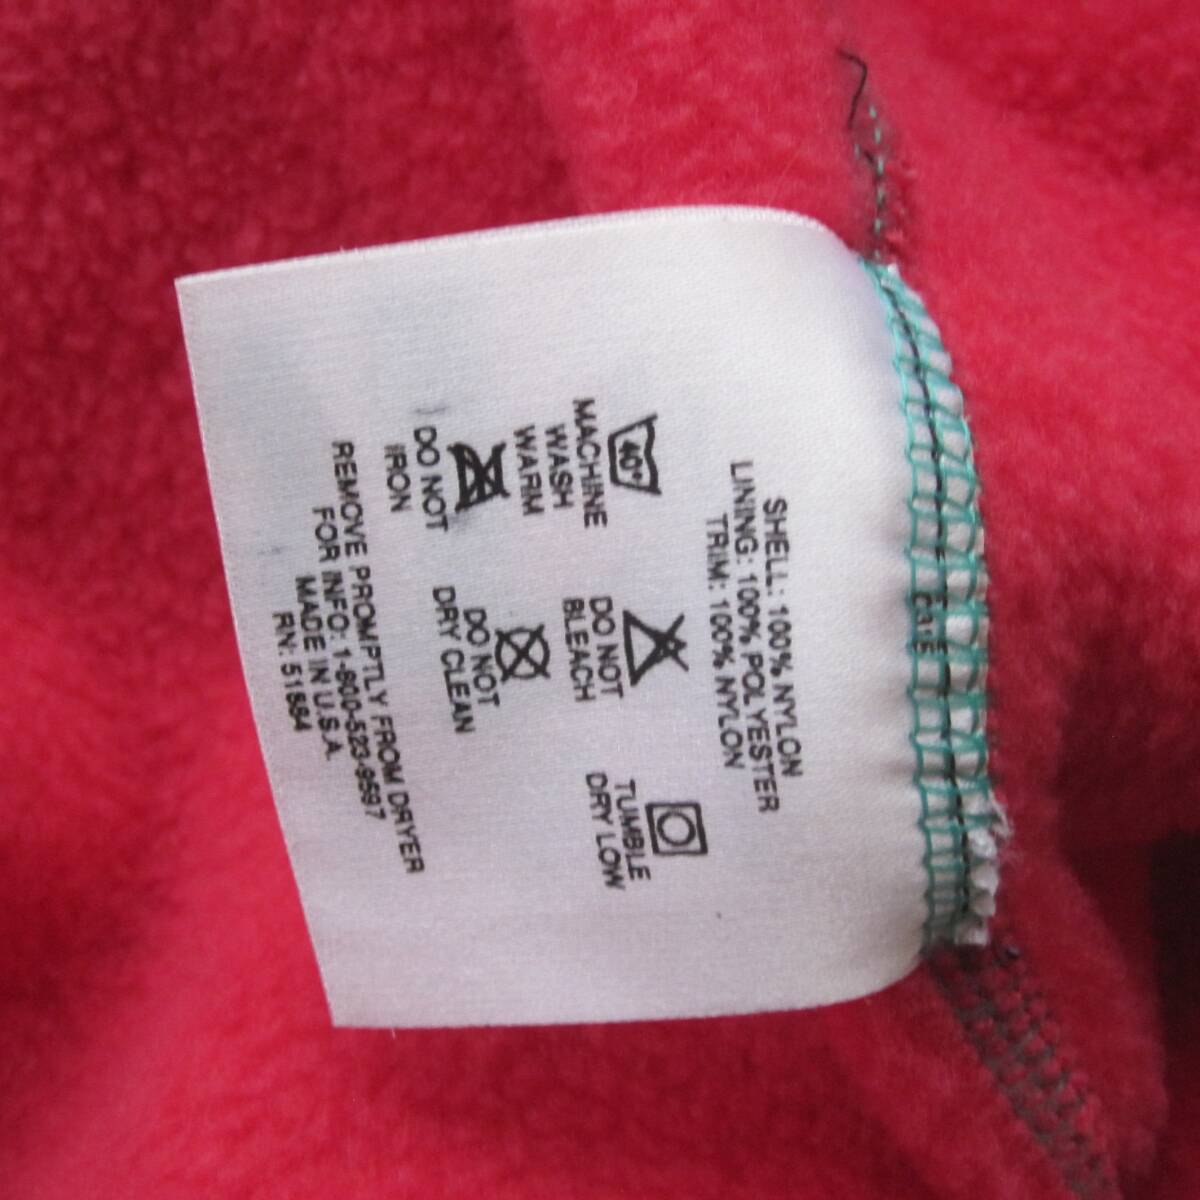 SHELL: 100% NYLON
LINING: 100% POLYESTER
TRIM: 100% NYLON
40°
MACHINE
WASH
WARM
DO NOT
BLEACH
TUMBLE
DRY LOW
DO NOT
IRON
DO NOT
DRY CLEAN
REMOVE PROMPTLY FROM DRYER
FOR INFO: 1-800-523-9597
MADE IN U.S.A.
RN: 51884